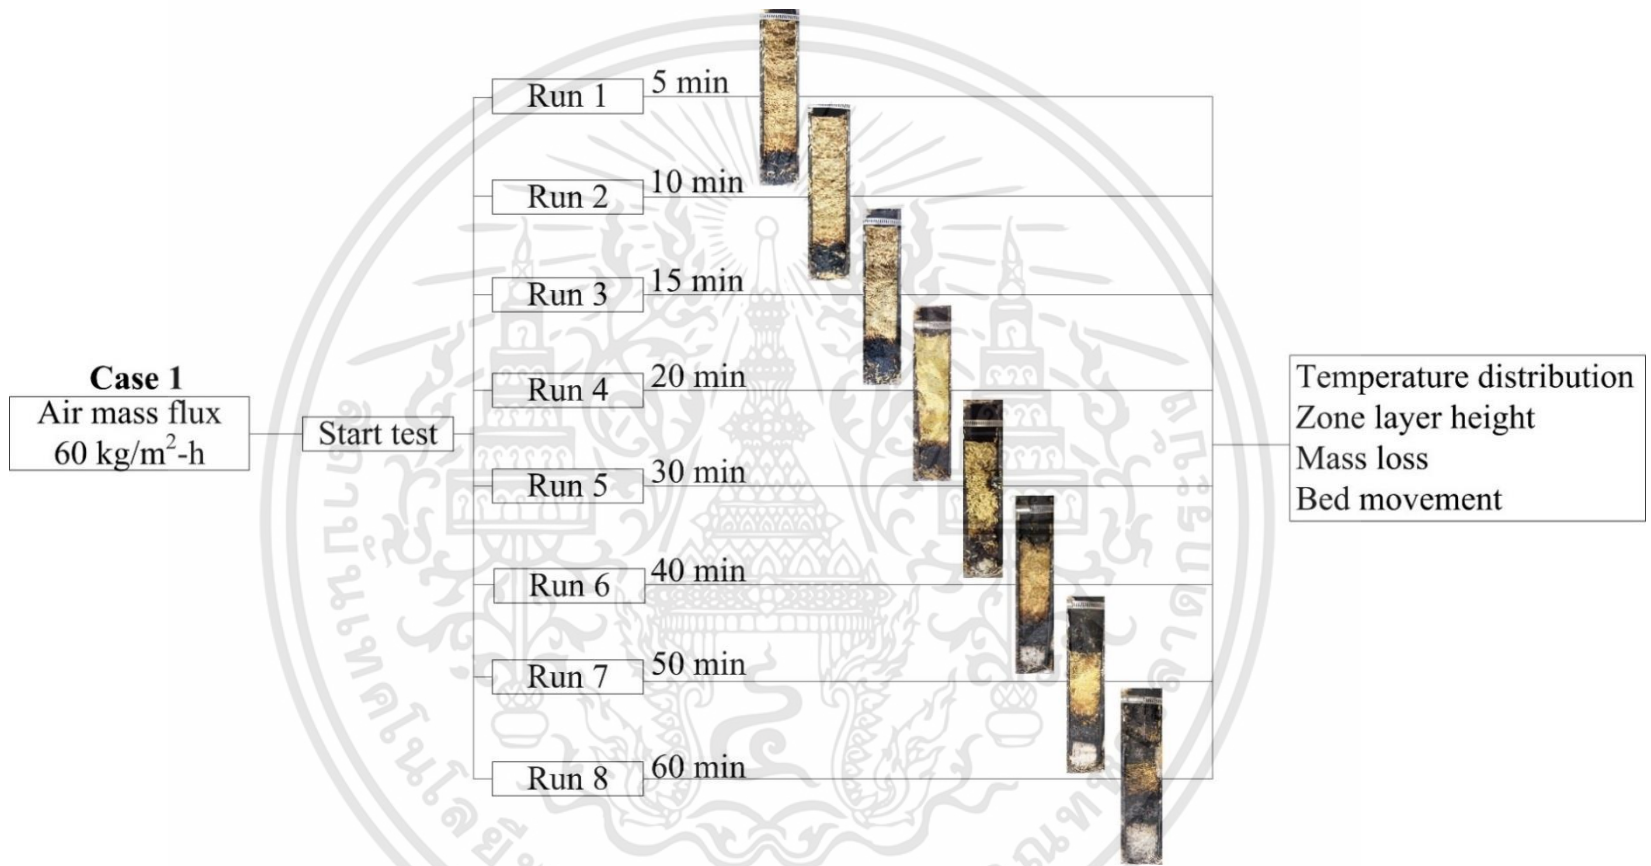 Case 1
Air mass flux
60 kg/m²-h
Start test
Run 1
5 min
Run 2
10 min
Run 3
15 min
Run 4
20 min
Run 5
30 min
Run 6
40 min
Run 7
50 min
Run 8
60 min
Temperature distribution
Zone layer height
Mass loss
Bed movement